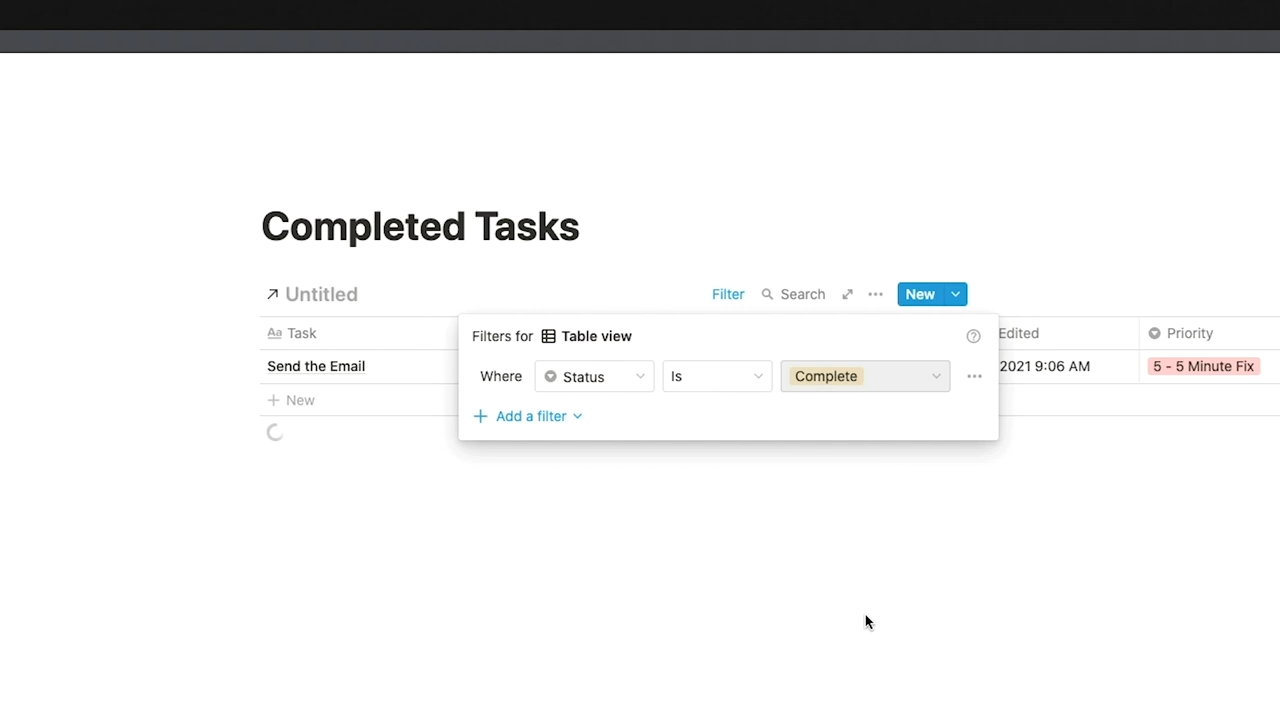 Completed Tasks
Untitled
Filter Search New
Aa Task Edited Priority
Filters for Table view
Send the Email 2021 9:06 AM 5 - 5 Minute Fix
Where Status Is Complete
New
Add a filter